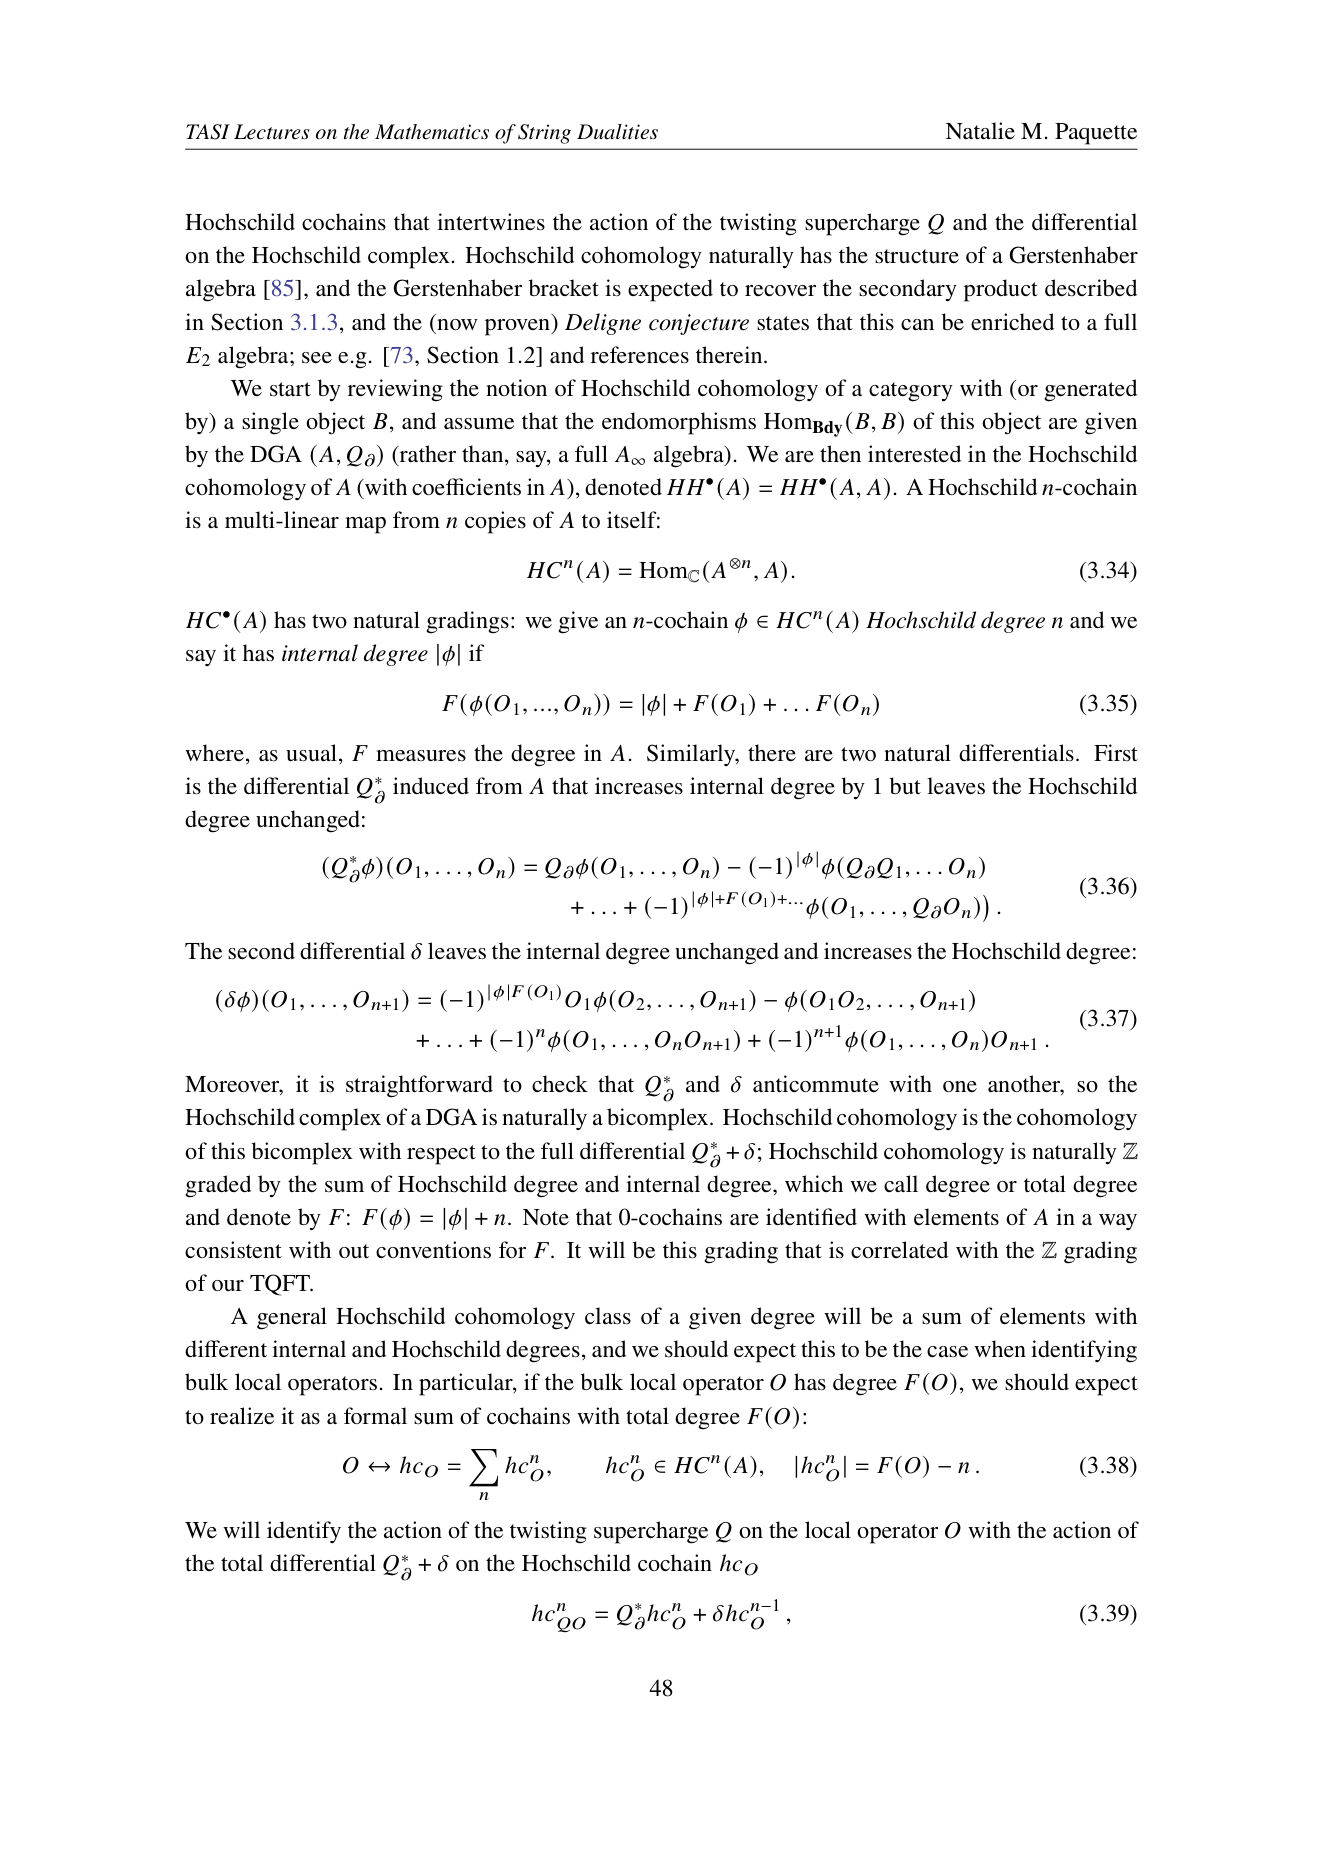 TASI Lectures on the Mathematics of String Dualities Natalie M. Paquette
Hochschild cochains that intertwines the action of the twisting supercharge Q and the differential
on the Hochschild complex. Hochschild cohomology naturally has the structure of a Gerstenhaber
algebra [85], and the Gerstenhaber bracket is expected to recover the secondary product described
in Section 3.1.3, and the (now proven) Deligne conjecture states that this can be enriched to a full
E₂ algebra; see e.g. [73, Section 1.2] and references therein.
We start by reviewing the notion of Hochschild cohomology of a category with (or generated
by) a single object B, and assume that the endomorphisms Hom_Bdy(B, B) of this object are given
by the DGA (A, Q_∂) (rather than, say, a full A_∞ algebra). We are then interested in the Hochschild
cohomology of A (with coefficients in A), denoted HH^•(A) = HH^•(A, A). A Hochschild n-cochain
is a multi-linear map from n copies of A to itself:
HC^n(A) = Hom_ℂ(A^{⊗n}, A). (3.34)
HC^•(A) has two natural gradings: we give an n-cochain ϕ ∈ HC^n(A) Hochschild degree n and we
say it has internal degree |ϕ| if
F(ϕ(O₁, ..., O_n)) = |ϕ| + F(O₁) + . . . F(O_n) (3.35)
where, as usual, F measures the degree in A. Similarly, there are two natural differentials. First
is the differential Q*_∂ induced from A that increases internal degree by 1 but leaves the Hochschild
degree unchanged:
(Q*_∂ϕ)(O₁, . . . , O_n) = Q_∂ϕ(O₁, . . . , O_n) − (−1)^{|ϕ|}ϕ(Q_∂Q₁, . . . O_n)
+ . . . + (−1)^{|ϕ|+F(O₁)+...}ϕ(O₁, . . . , Q_∂O_n)) . (3.36)
The second differential δ leaves the internal degree unchanged and increases the Hochschild degree:
(δϕ)(O₁, . . . , O_{n+1}) = (−1)^{|ϕ|F(O₁)}O₁ϕ(O₂, . . . , O_{n+1}) − ϕ(O₁O₂, . . . , O_{n+1})
+ . . . + (−1)^nϕ(O₁, . . . , O_nO_{n+1}) + (−1)^{n+1}ϕ(O₁, . . . , O_n)O_{n+1} . (3.37)
Moreover, it is straightforward to check that Q*_∂ and δ anticommute with one another, so the
Hochschild complex of a DGA is naturally a bicomplex. Hochschild cohomology is the cohomology
of this bicomplex with respect to the full differential Q*_∂ + δ; Hochschild cohomology is naturally ℤ
graded by the sum of Hochschild degree and internal degree, which we call degree or total degree
and denote by F: F(ϕ) = |ϕ| + n. Note that 0-cochains are identified with elements of A in a way
consistent with out conventions for F. It will be this grading that is correlated with the ℤ grading
of our TQFT.
A general Hochschild cohomology class of a given degree will be a sum of elements with
different internal and Hochschild degrees, and we should expect this to be the case when identifying
bulk local operators. In particular, if the bulk local operator O has degree F(O), we should expect
to realize it as a formal sum of cochains with total degree F(O):
O ↔ hc_O = ∑_n hc^n_O, hc^n_O ∈ HC^n(A), |hc^n_O| = F(O) − n . (3.38)
We will identify the action of the twisting supercharge Q on the local operator O with the action of
the total differential Q*_∂ + δ on the Hochschild cochain hc_O
hc^n_{QO} = Q*_∂hc^n_O + δhc^{n−1}_O , (3.39)
48